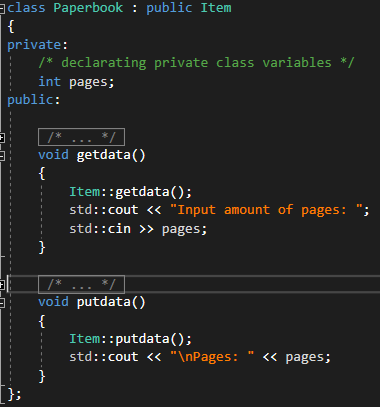 class Paperbook : public Item
{
private:
    /* declarating private class variables */
    int pages;
public:
    /* ... */
    void getdata()
    {
        Item::getdata();
        std::cout << "Input amount of pages: ";
        std::cin >> pages;
    }
    /* ... */
    void putdata()
    {
        Item::putdata();
        std::cout << "\nPages: " << pages;
    }
};